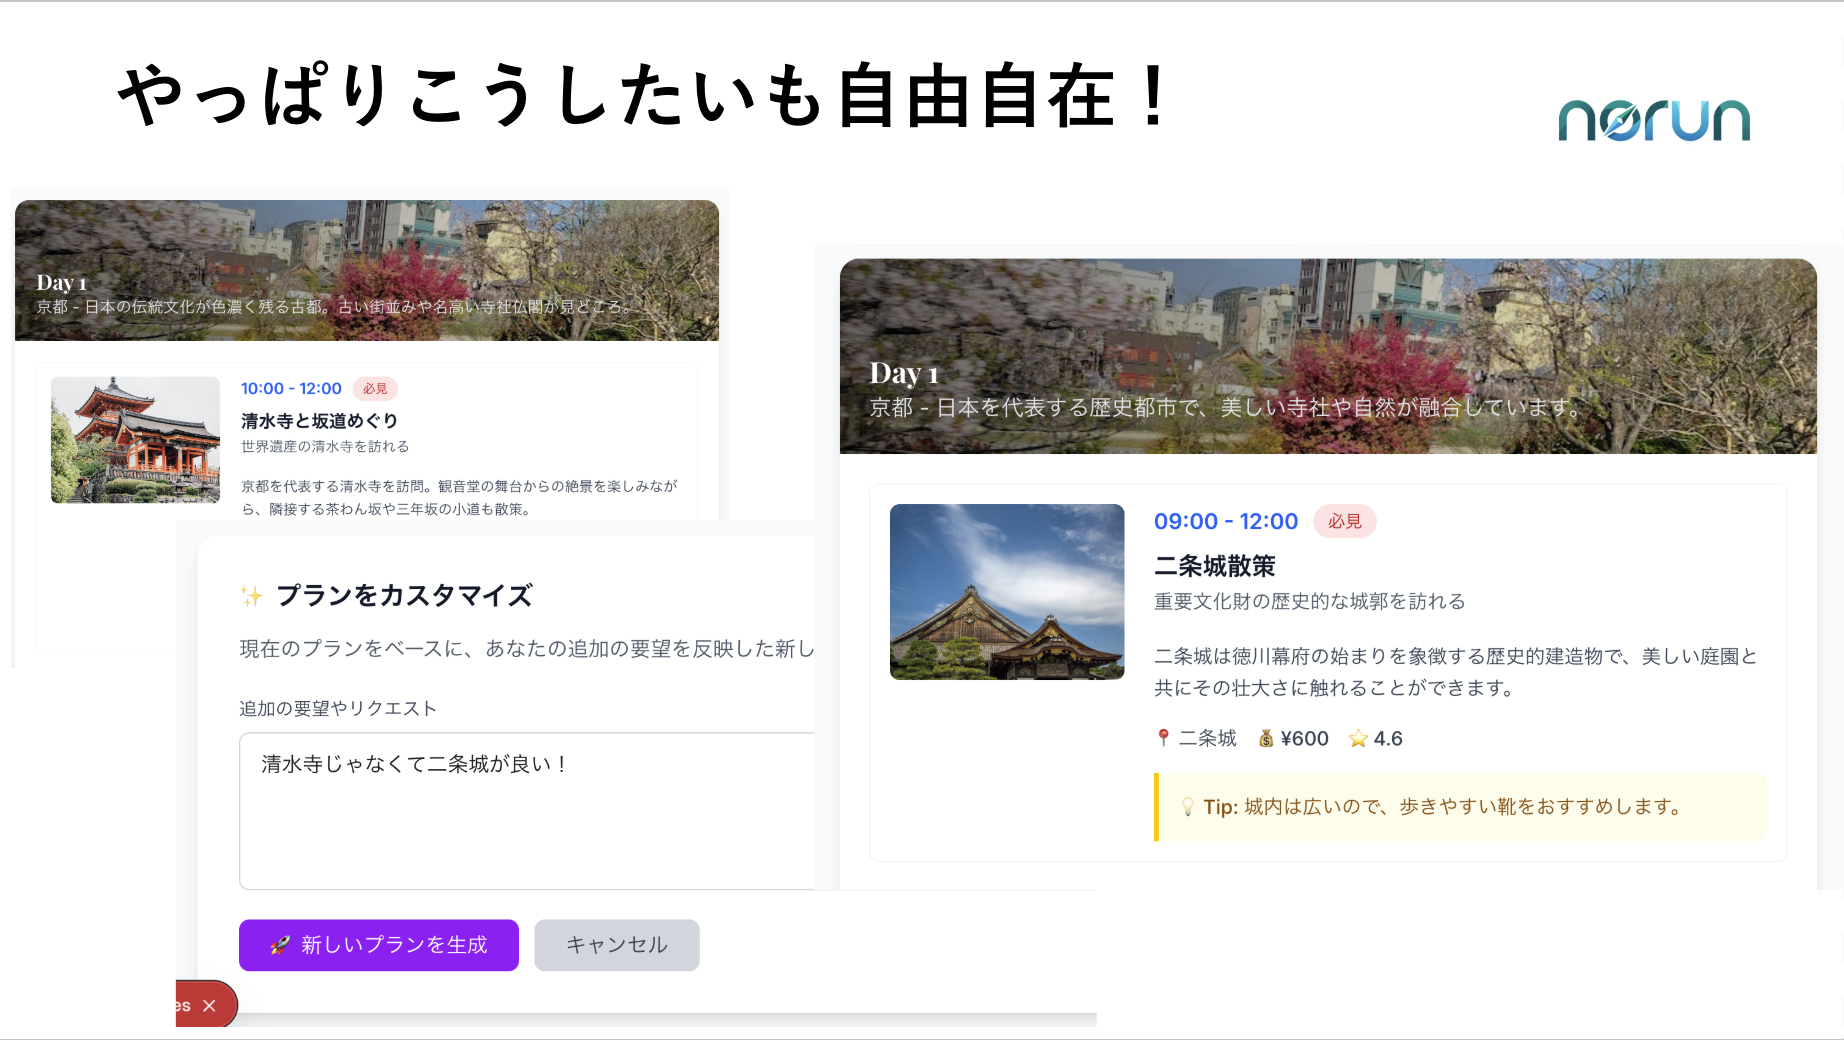 やっぱりこうしたいも自由自在！
norun
Day 1
京都 - 日本の伝統文化が色濃く残る古都。古い街並みや名高い寺社仏閣が見どころ。
10:00 - 12:00 必見
清水寺と坂道めぐり
世界遺産の清水寺を訪れる
京都を代表する清水寺を訪問。観音堂の舞台からの絶景を楽しみなが
ら、隣接する茶わん坂や三年坂の小道も散策。
✨ プランをカスタマイズ
現在のプランをベースに、あなたの追加の要望を反映した新し
追加の要望やリクエスト
清水寺じゃなくて二条城が良い！
🚀 新しいプランを生成
キャンセル
es ×
Day 1
京都 - 日本を代表する歴史都市で、美しい寺社や自然が融合しています。
09:00 - 12:00 必見
二条城散策
重要文化財の歴史的な城郭を訪れる
二条城は徳川幕府の始まりを象徴する歴史的建造物で、美しい庭園と
共にその壮大さに触れることができます。
📍 二条城 💰 ¥600 ⭐ 4.6
💡 Tip: 城内は広いので、歩きやすい靴をおすすめします。